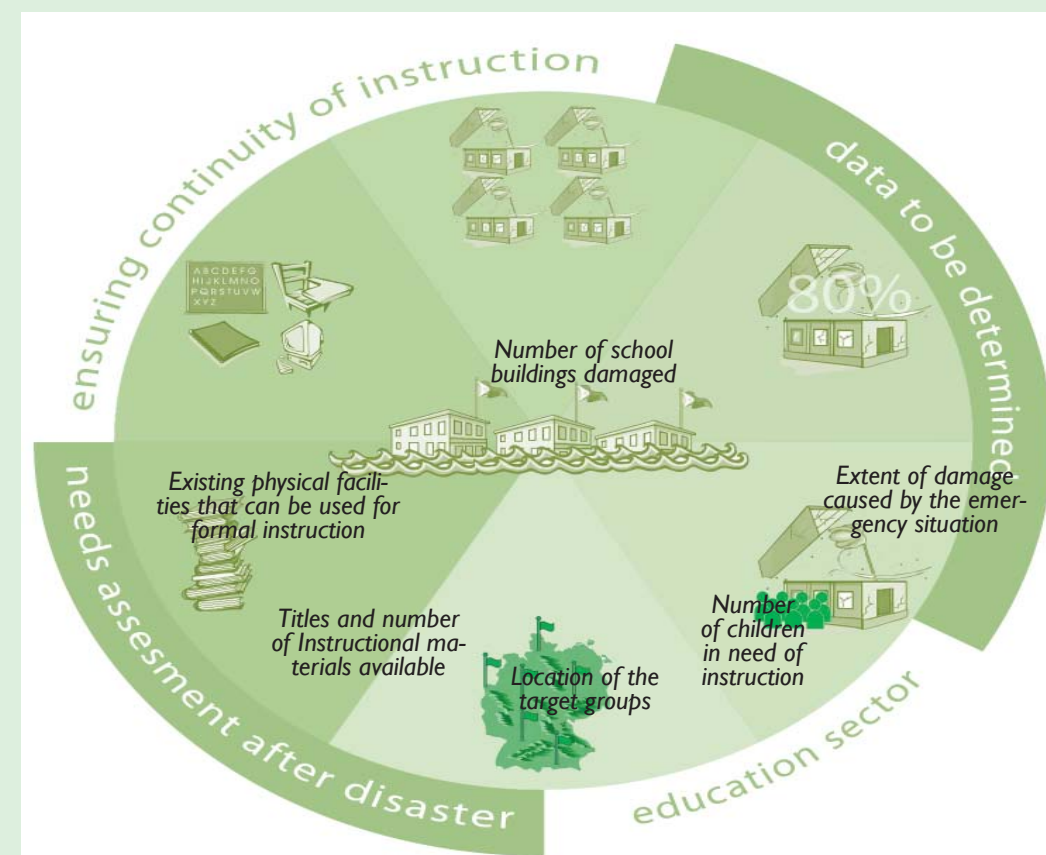 ensuring continuity of instruction
data to be determined
ABCDEFG
HIJKLMNO
PQRSTUVW
XYZ
80%
Number of school
buildings damaged
Existing physical facili-
ties that can be used for
formal instruction
Extent of damage
caused by the emer-
gency situation
Titles and number
of Instructional ma-
terials available
Location of the
target groups
Number
of children
in need of
instruction
needs assesment after disaster
education sector